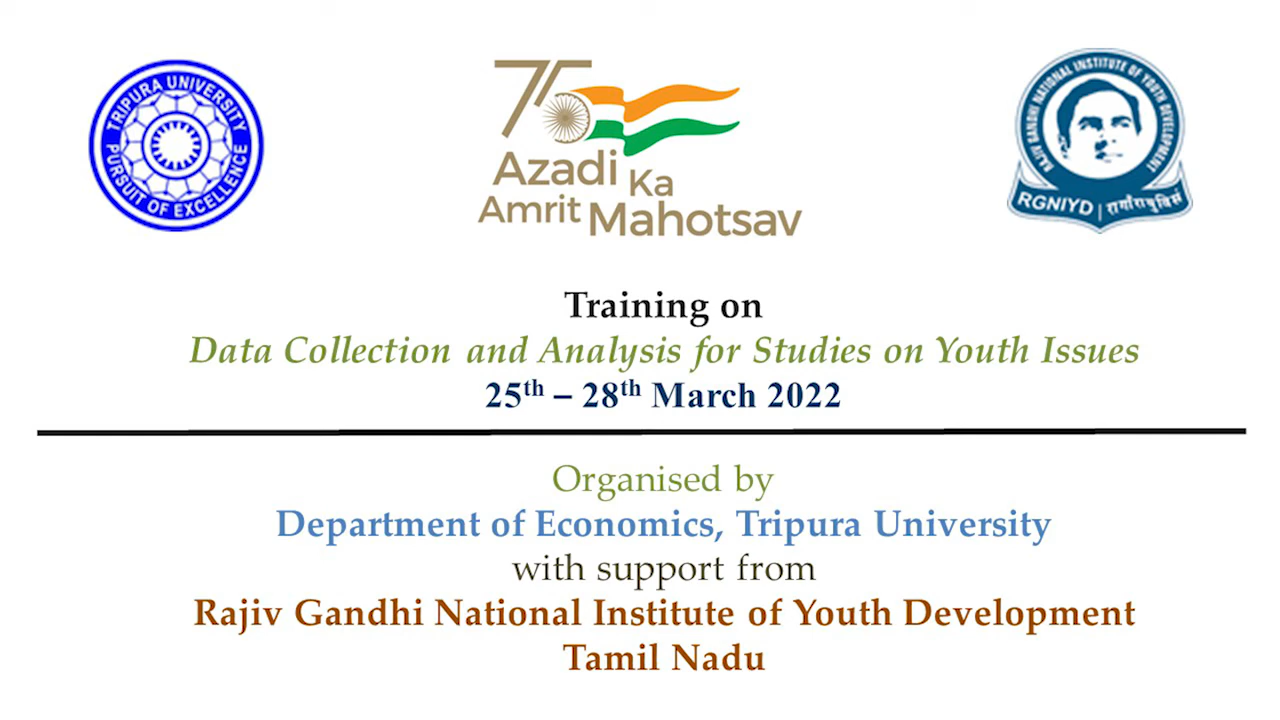 TRIPURA UNIVERSITY
PURSUIT OF EXCELLENCE
75
Azadi Ka
Amrit Mahotsav
RAJIV GANDHI NATIONAL INSTITUTE OF YOUTH DEVELOPMENT
RGNIYD | रागाँरायुविसं
Training on
Data Collection and Analysis for Studies on Youth Issues
25th – 28th March 2022
Organised by
Department of Economics, Tripura University
with support from
Rajiv Gandhi National Institute of Youth Development
Tamil Nadu